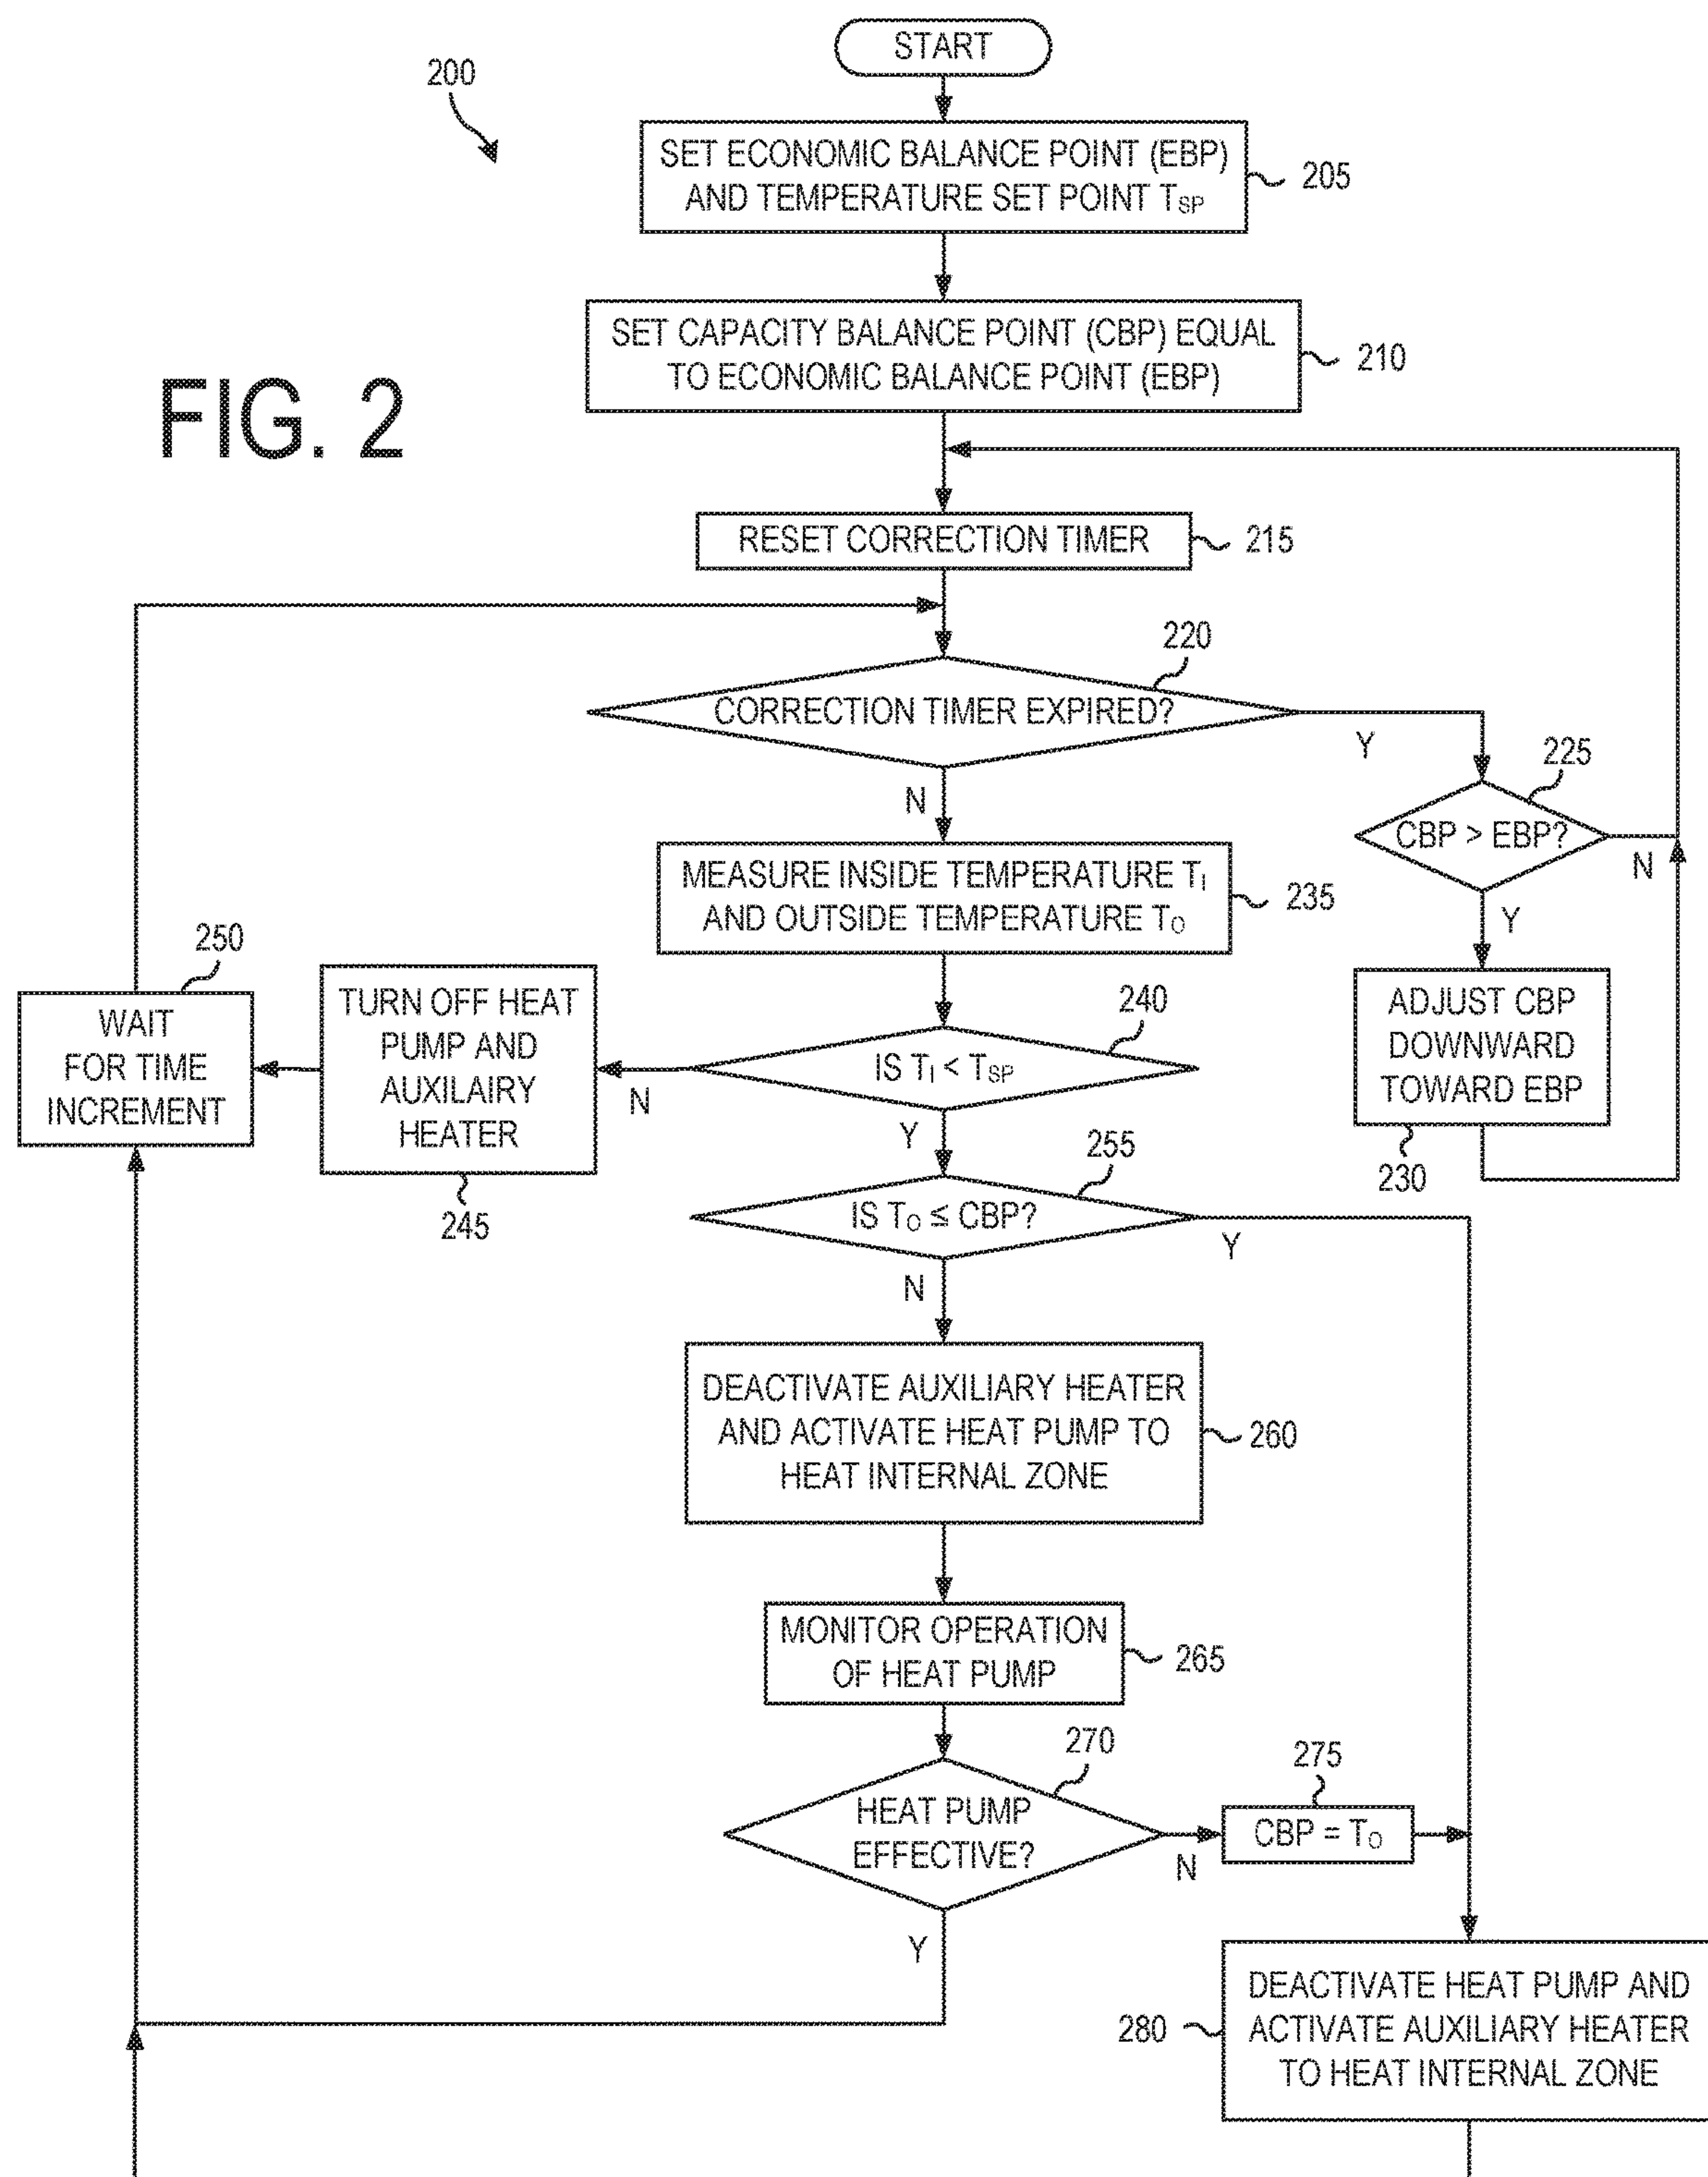 START
200
SET ECONOMIC BALANCE POINT (EBP)
AND TEMPERATURE SET POINT TSP
205
SET CAPACITY BALANCE POINT (CBP) EQUAL
TO ECONOMIC BALANCE POINT (EBP)
210
FIG. 2
RESET CORRECTION TIMER
215
220
CORRECTION TIMER EXPIRED?
Y
N
225
CBP > EBP?
N
Y
MEASURE INSIDE TEMPERATURE TI
AND OUTSIDE TEMPERATURE TO
235
ADJUST CBP
DOWNWARD
TOWARD EBP
230
240
IS TI < TSP
N
Y
TURN OFF HEAT
PUMP AND
AUXILAIRY
HEATER
245
250
WAIT
FOR TIME
INCREMENT
255
IS TO ≤ CBP?
Y
N
DEACTIVATE AUXILIARY HEATER
AND ACTIVATE HEAT PUMP TO
HEAT INTERNAL ZONE
260
MONITOR OPERATION
OF HEAT PUMP
265
270
HEAT PUMP
EFFECTIVE?
N
Y
275
CBP = TO
280
DEACTIVATE HEAT PUMP AND
ACTIVATE AUXILIARY HEATER
TO HEAT INTERNAL ZONE